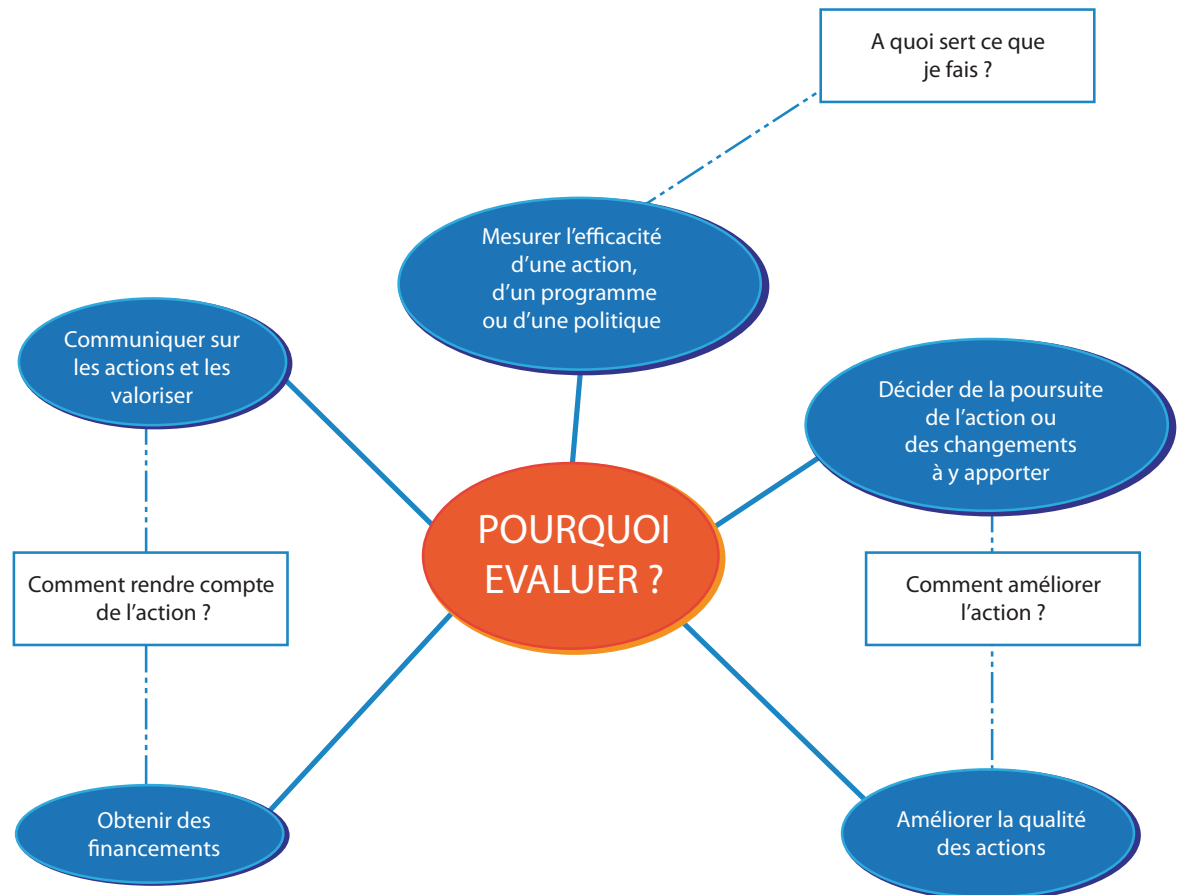 A quoi sert ce que
je fais ?
Mesurer l’efficacité
d’une action,
d’un programme
ou d’une politique
Communiquer sur
les actions et les
valoriser
Décider de la poursuite
de l’action ou
des changements
à y apporter
POURQUOI
EVALUER ?
Comment rendre compte
de l’action ?
Comment améliorer
l’action ?
Obtenir des
financements
Améliorer la qualité
des actions